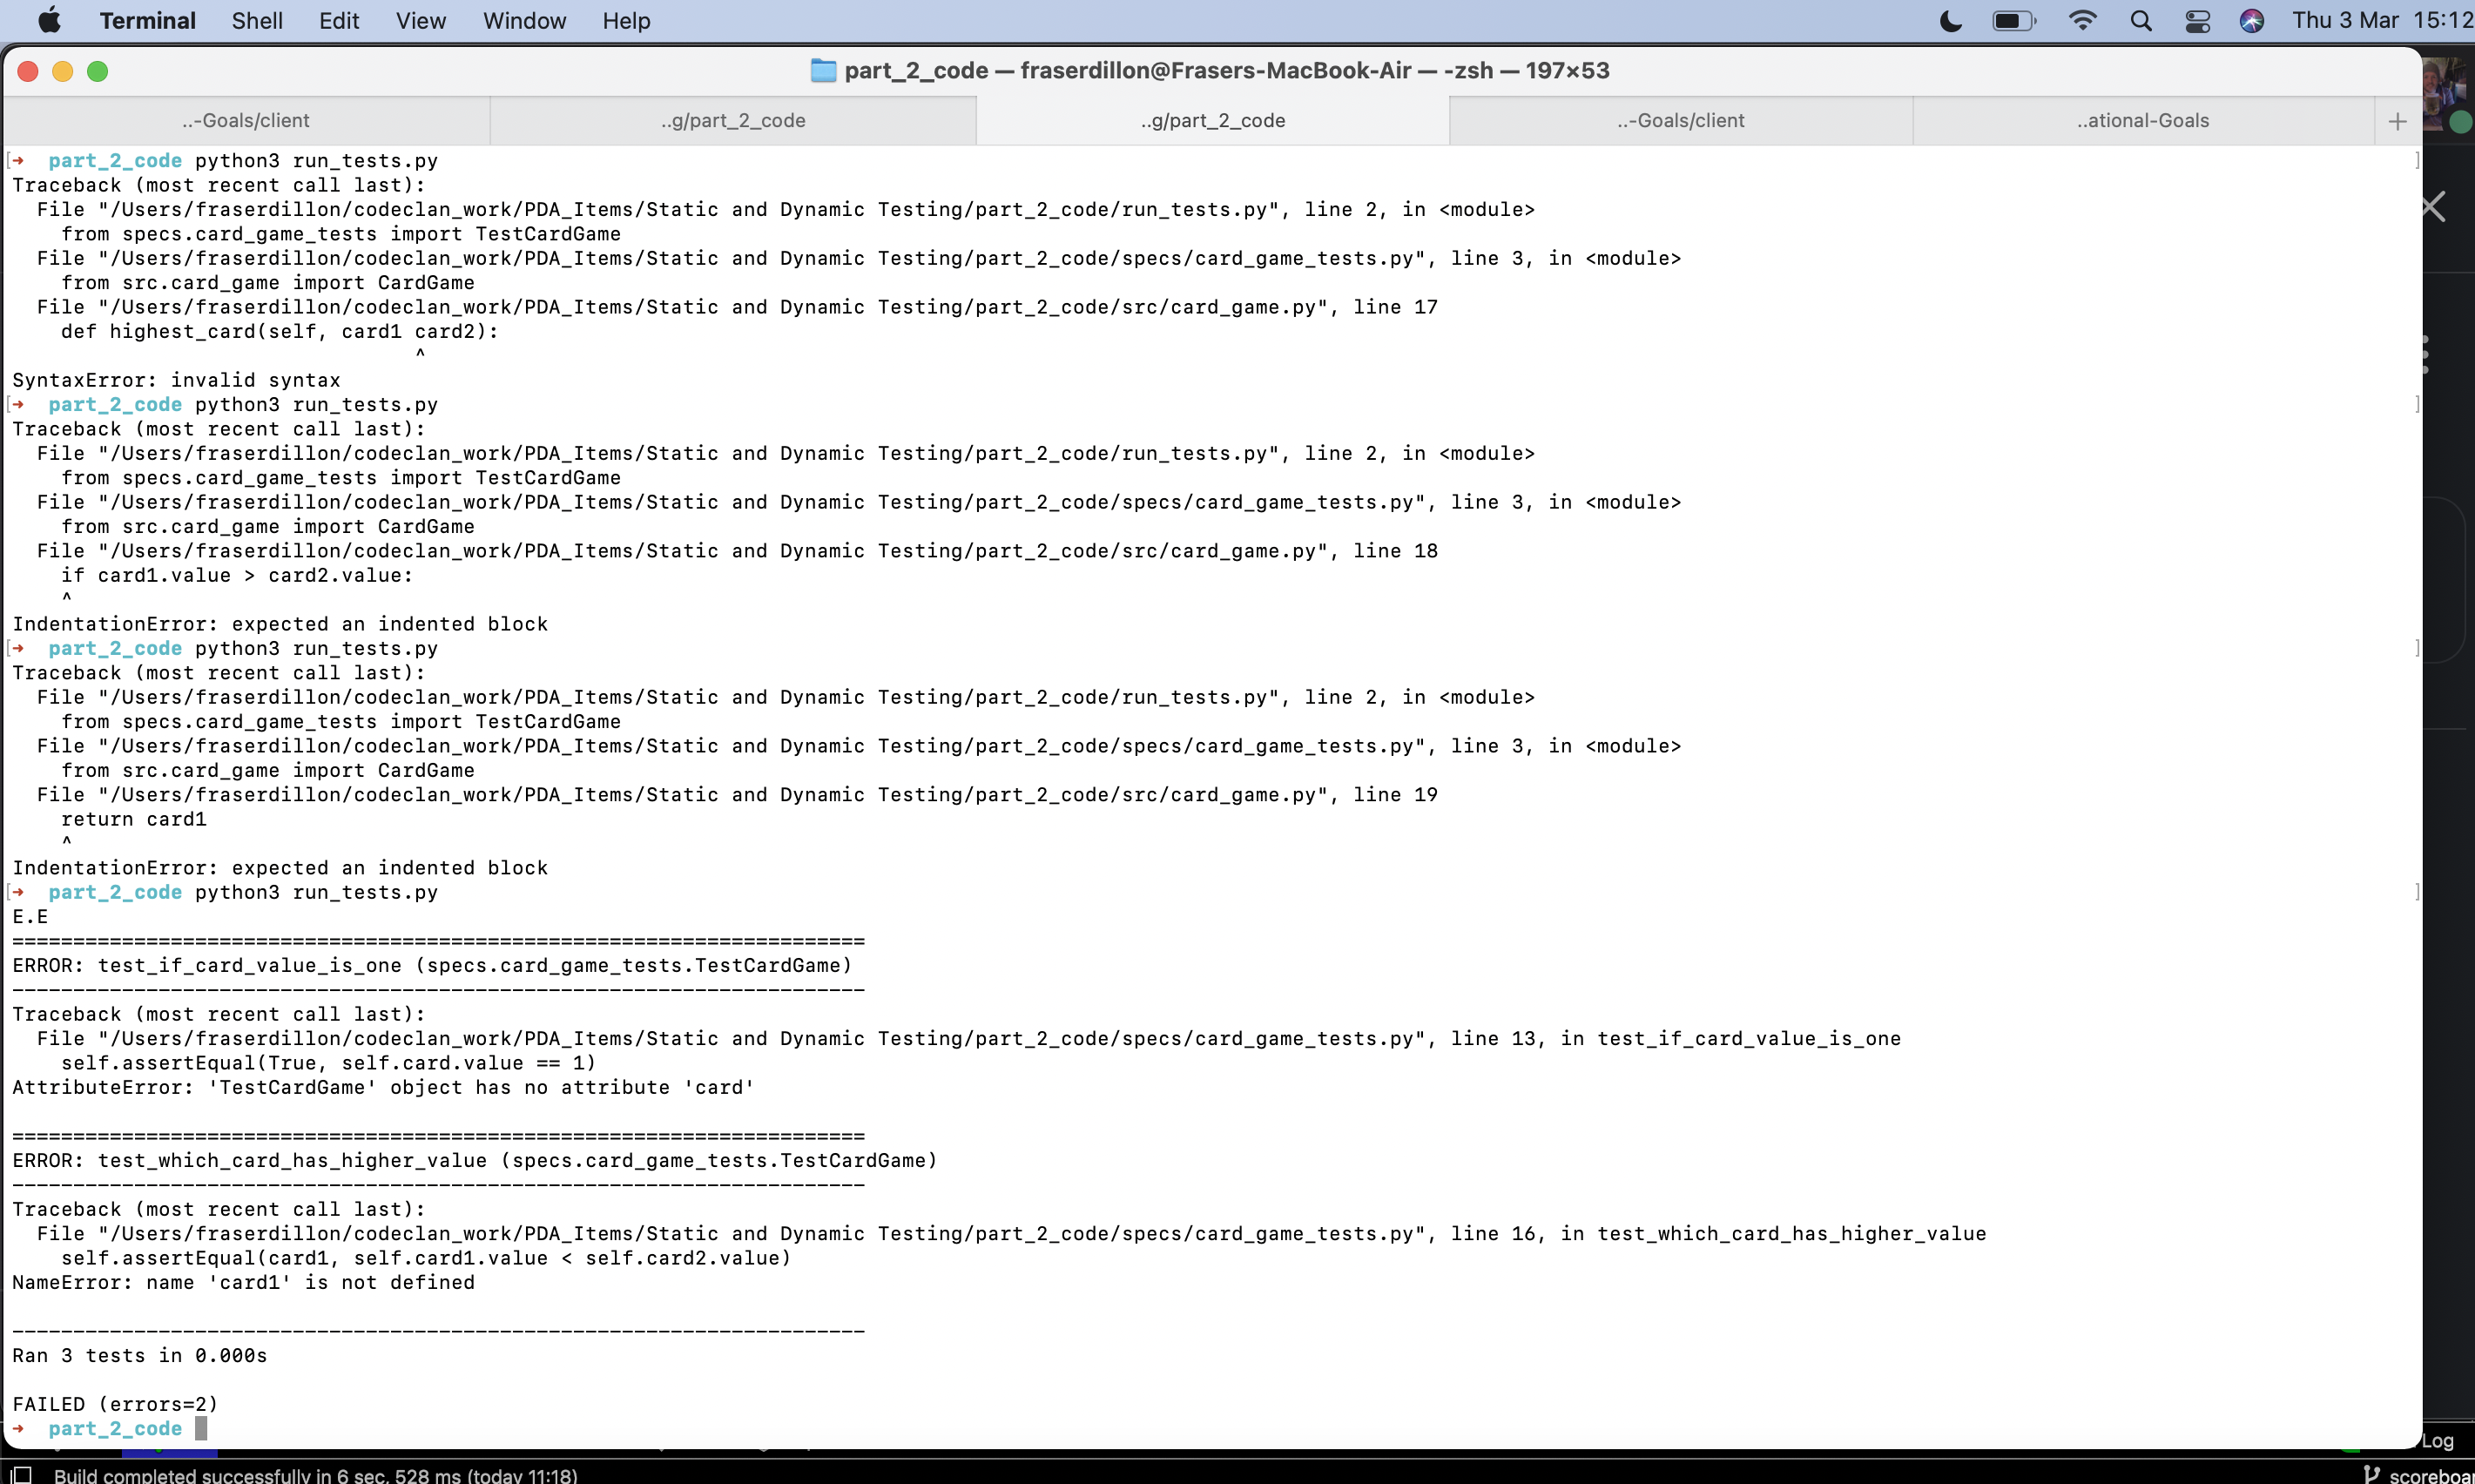 Terminal Shell Edit View Window Help Thu 3 Mar 15:12
part_2_code — fraserdillon@Frasers-MacBook-Air — -zsh — 197×53
..-Goals/client ..g/part_2_code ..g/part_2_code ..-Goals/client ..ational-Goals +
[→ part_2_code python3 run_tests.py ]
Traceback (most recent call last):
  File "/Users/fraserdillon/codeclan_work/PDA_Items/Static and Dynamic Testing/part_2_code/run_tests.py", line 2, in <module>
    from specs.card_game_tests import TestCardGame
  File "/Users/fraserdillon/codeclan_work/PDA_Items/Static and Dynamic Testing/part_2_code/specs/card_game_tests.py", line 3, in <module>
    from src.card_game import CardGame
  File "/Users/fraserdillon/codeclan_work/PDA_Items/Static and Dynamic Testing/part_2_code/src/card_game.py", line 17
    def highest_card(self, card1 card2):
                                 ^
SyntaxError: invalid syntax
[→ part_2_code python3 run_tests.py ]
Traceback (most recent call last):
  File "/Users/fraserdillon/codeclan_work/PDA_Items/Static and Dynamic Testing/part_2_code/run_tests.py", line 2, in <module>
    from specs.card_game_tests import TestCardGame
  File "/Users/fraserdillon/codeclan_work/PDA_Items/Static and Dynamic Testing/part_2_code/specs/card_game_tests.py", line 3, in <module>
    from src.card_game import CardGame
  File "/Users/fraserdillon/codeclan_work/PDA_Items/Static and Dynamic Testing/part_2_code/src/card_game.py", line 18
    if card1.value > card2.value:
    ^
IndentationError: expected an indented block
[→ part_2_code python3 run_tests.py ]
Traceback (most recent call last):
  File "/Users/fraserdillon/codeclan_work/PDA_Items/Static and Dynamic Testing/part_2_code/run_tests.py", line 2, in <module>
    from specs.card_game_tests import TestCardGame
  File "/Users/fraserdillon/codeclan_work/PDA_Items/Static and Dynamic Testing/part_2_code/specs/card_game_tests.py", line 3, in <module>
    from src.card_game import CardGame
  File "/Users/fraserdillon/codeclan_work/PDA_Items/Static and Dynamic Testing/part_2_code/src/card_game.py", line 19
    return card1
    ^
IndentationError: expected an indented block
[→ part_2_code python3 run_tests.py ]
E.E
======================================================================
ERROR: test_if_card_value_is_one (specs.card_game_tests.TestCardGame)
----------------------------------------------------------------------
Traceback (most recent call last):
  File "/Users/fraserdillon/codeclan_work/PDA_Items/Static and Dynamic Testing/part_2_code/specs/card_game_tests.py", line 13, in test_if_card_value_is_one
    self.assertEqual(True, self.card.value == 1)
AttributeError: 'TestCardGame' object has no attribute 'card'
======================================================================
ERROR: test_which_card_has_higher_value (specs.card_game_tests.TestCardGame)
----------------------------------------------------------------------
Traceback (most recent call last):
  File "/Users/fraserdillon/codeclan_work/PDA_Items/Static and Dynamic Testing/part_2_code/specs/card_game_tests.py", line 16, in test_which_card_has_higher_value
    self.assertEqual(card1, self.card1.value < self.card2.value)
NameError: name 'card1' is not defined
----------------------------------------------------------------------
Ran 3 tests in 0.000s
FAILED (errors=2)
→ part_2_code
Log
Build completed successfully in 6 sec, 528 ms (today 11:18)